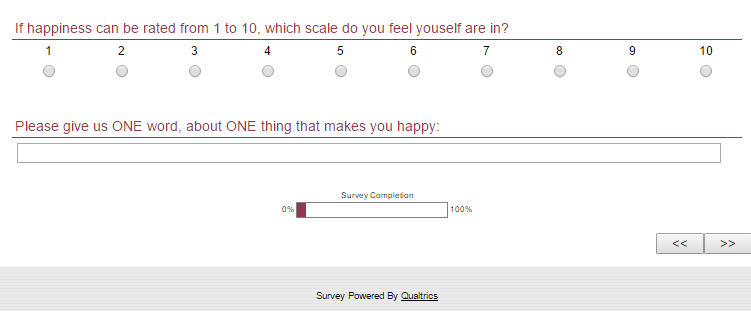 If happiness can be rated from 1 to 10, which scale do you feel youself are in?
1 2 3 4 5 6 7 8 9 10
Please give us ONE word, about ONE thing that makes you happy:
Survey Completion
0% 100%
<< >>
Survey Powered By Qualtrics